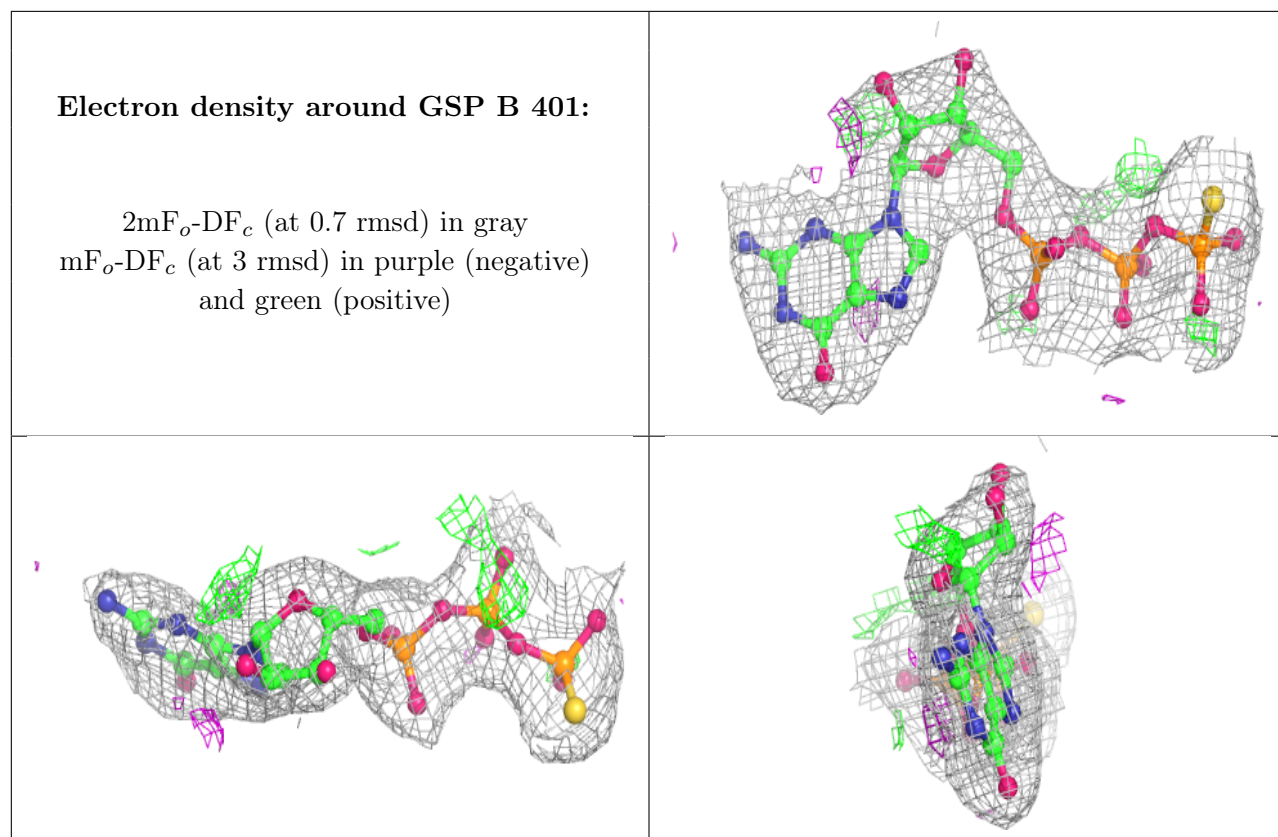 Electron density around GSP B 401:
2mFₒ-DF𝒸 (at 0.7 rmsd) in gray
mFₒ-DF𝒸 (at 3 rmsd) in purple (negative)
and green (positive)